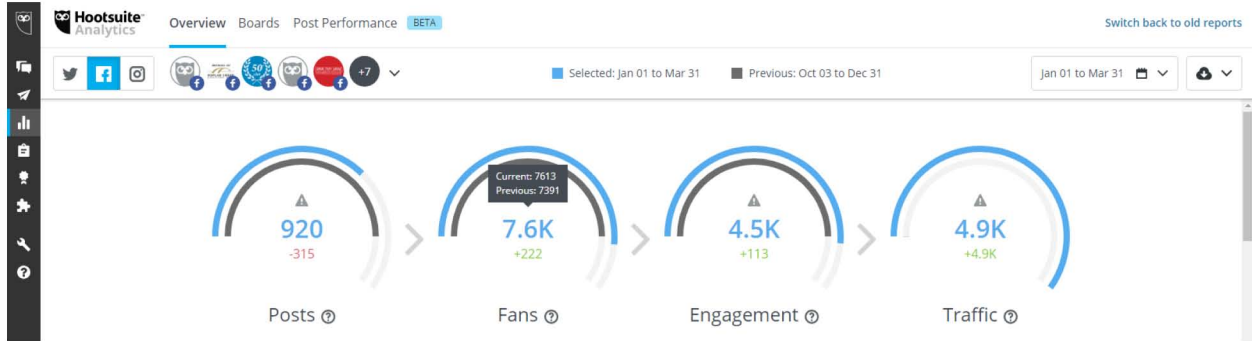 Hootsuite™
Analytics
Overview Boards Post Performance BETA
Switch back to old reports
50
+7
Selected: Jan 01 to Mar 31 Previous: Oct 03 to Dec 31
Jan 01 to Mar 31
Current: 7613
Previous: 7391
920 7.6K 4.5K 4.9K
-315 +222 +113 +4.9K
Posts Fans Engagement Traffic